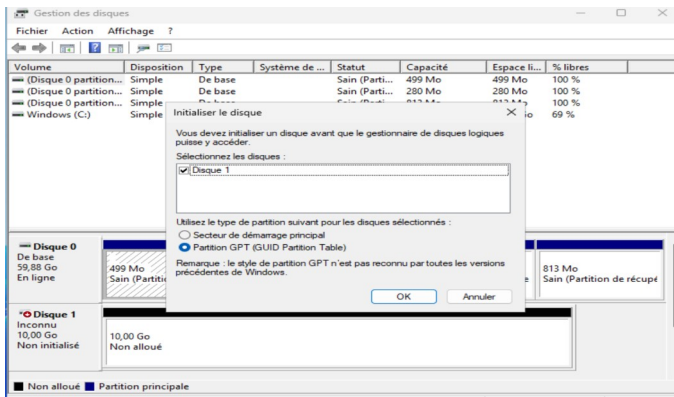 Gestion des disques
Fichier Action Affichage ?
Volume Disposition Type Système de ... Statut Capacité Espace li... % libres
(Disque 0 partition... Simple De base Sain (Parti... 499 Mo 499 Mo 100 %
(Disque 0 partition... Simple De base Sain (Parti... 280 Mo 280 Mo 100 %
(Disque 0 partition... Simple 100 %
Windows (C:) Simple 69 %
Initialiser le disque
Vous devez initialiser un disque avant que le gestionnaire de disques logiques
puisse y accéder.
Sélectionnez les disques :
Disque 1
Utilisez le type de partition suivant pour les disques sélectionnés :
Secteur de démarrage principal
Partition GPT (GUID Partition Table)
Remarque : le style de partition GPT n'est pas reconnu par toutes les versions
précédentes de Windows.
OK Annuler
Disque 0
De base
59,88 Go
En ligne
499 Mo
Sain (Partiti
813 Mo
Sain (Partition de récupé
Disque 1
Inconnu
10,00 Go
Non initialisé
10,00 Go
Non alloué
Non alloué Partition principale